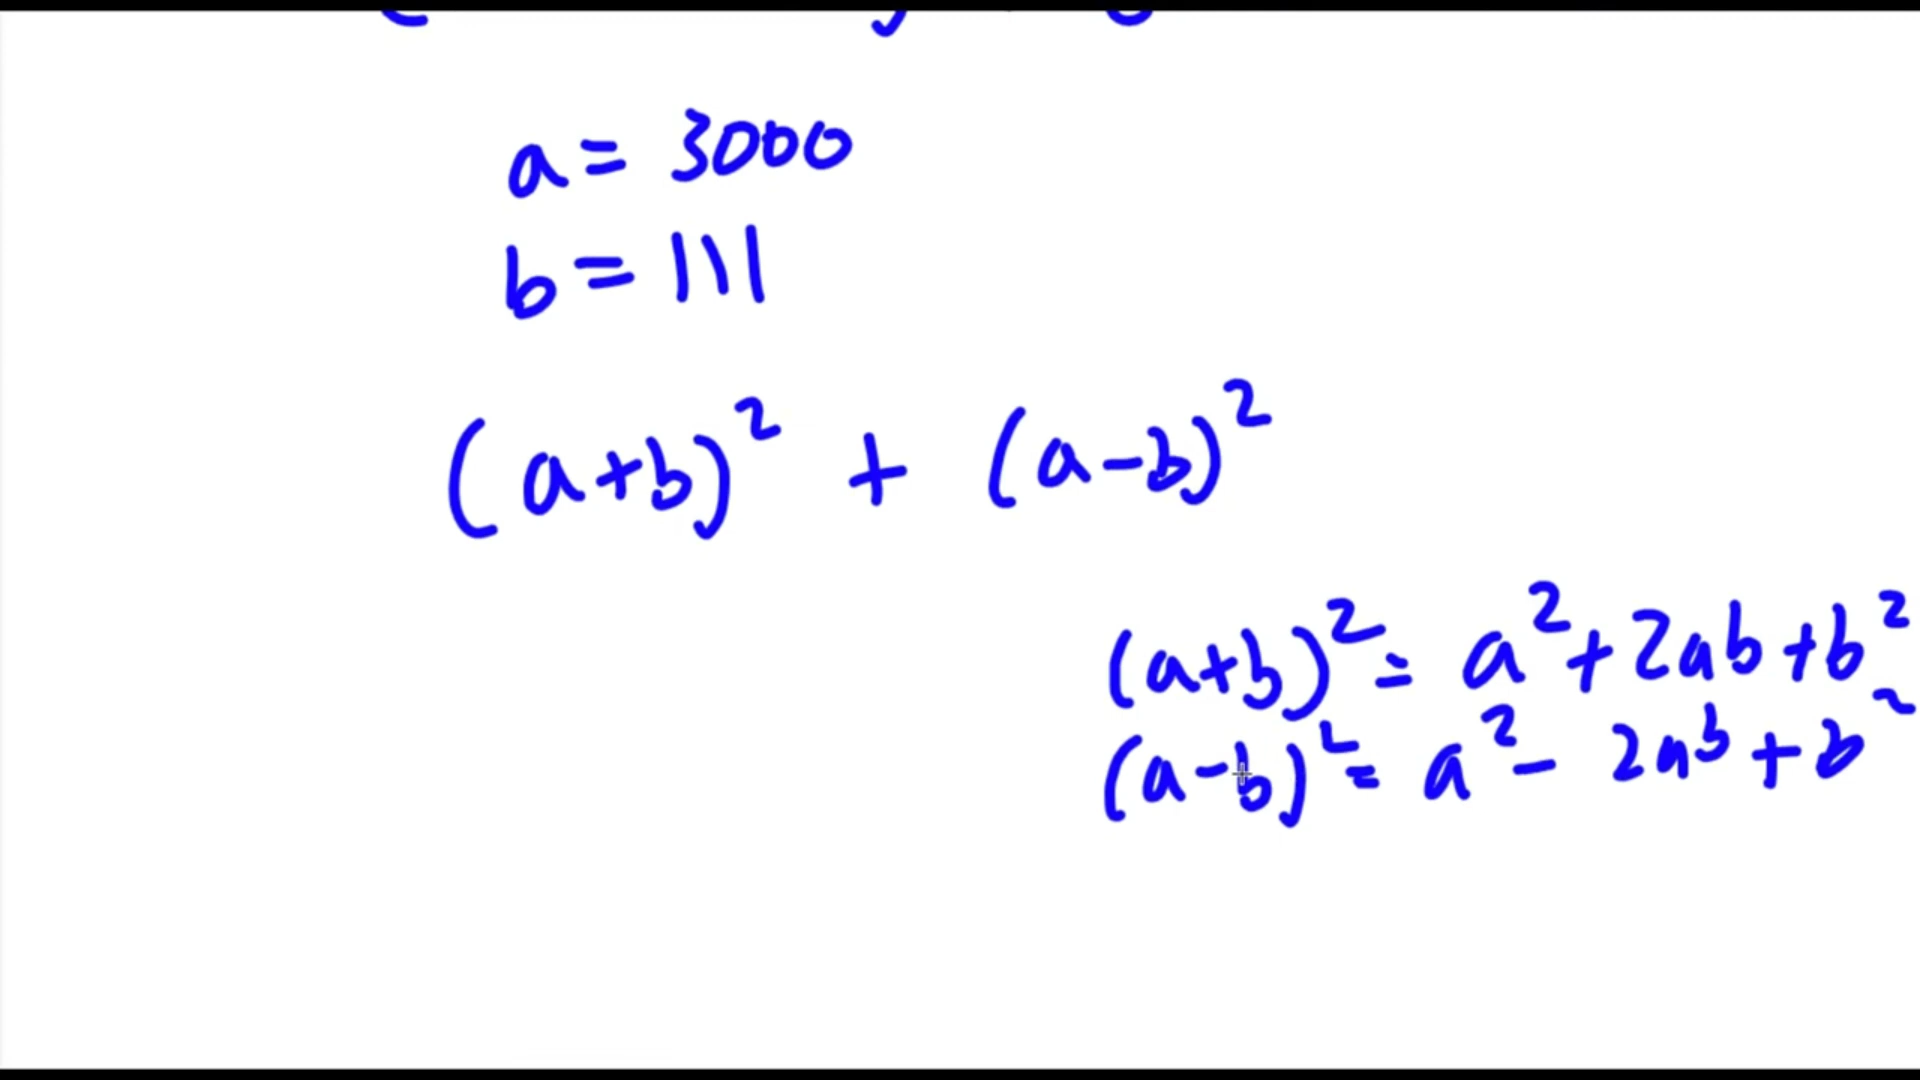 a = 3000
b = 111
(a+b)² + (a-b)²
(a+b)² = a² + 2ab + b²
(a-b)² = a² - 2ab + b²